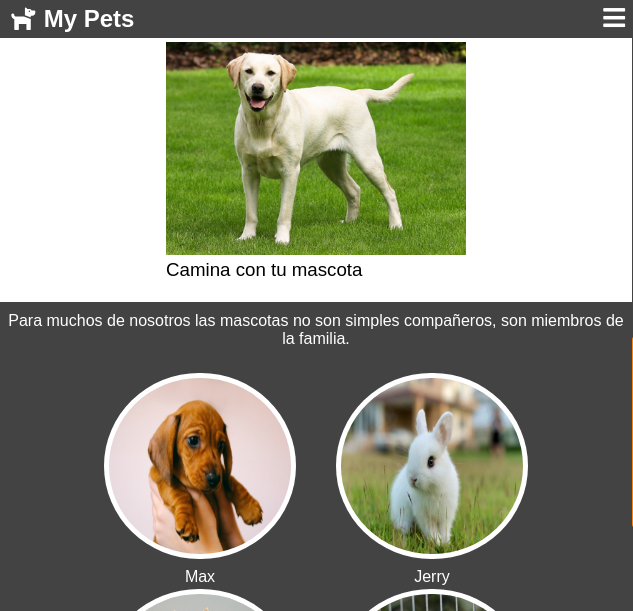 My Pets
Camina con tu mascota
Para muchos de nosotros las mascotas no son simples compañeros, son miembros de
la familia.
Max
Jerry